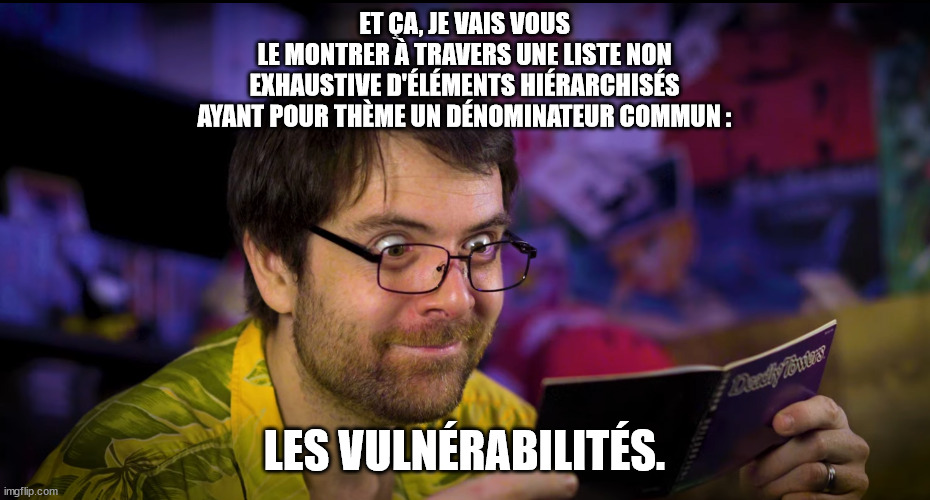 ET ÇA, JE VAIS VOUS
LE MONTRER À TRAVERS UNE LISTE NON
EXHAUSTIVE D'ÉLÉMENTS HIÉRARCHISÉS
AYANT POUR THÈME UN DÉNOMINATEUR COMMUN :
Deadly Towers
LES VULNÉRABILITÉS.
imgflip.com